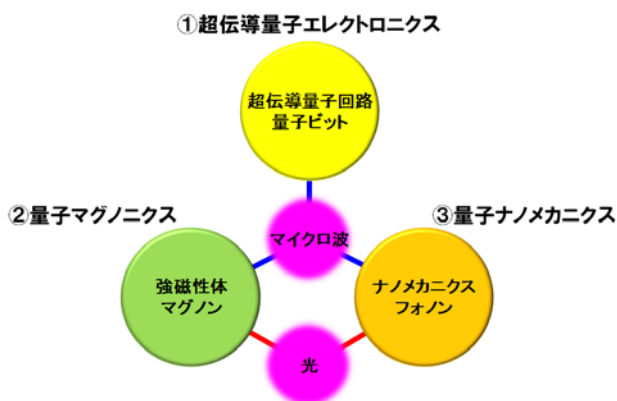 ①超伝導量子エレクトロニクス
超伝導量子回路
量子ビット
②量子マグノニクス
③量子ナノメカニクス
マイクロ波
強磁性体
マグノン
ナノメカニクス
フォノン
光